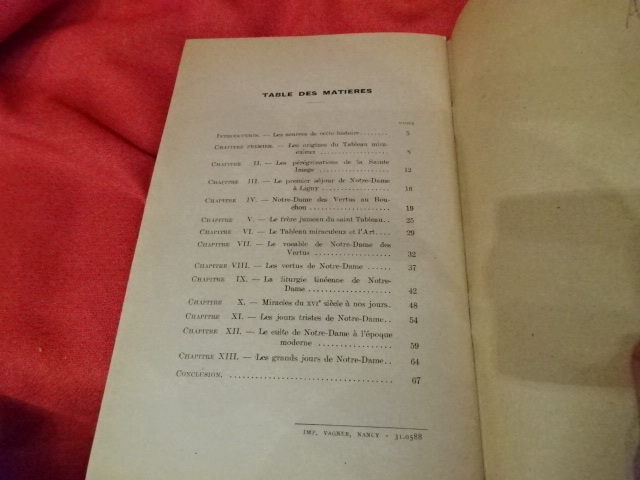 TABLE DES MATIERES
PAGES
INTRODUCTION. — Les sources de cette histoire........ 5
CHAPITRE PREMIER. — Les origines du Tableau mira-
culeux .................. 8
CHAPITRE II. — Les pérégrinations de la Sainte
Image .................. 12
CHAPITRE III. — Le premier séjour de Notre-Dame
à Ligny .................. 16
CHAPITRE IV. — Notre-Dame des Vertus au Bou-
chon ..................... 19
CHAPITRE V. — Le frère jumeau du saint Tableau.. 25
CHAPITRE VI. — Le Tableau miraculeux et l'Art.... 29
CHAPITRE VII. — Le vocable de Notre-Dame des
Vertus .................. 32
CHAPITRE VIII. — Les vertus de Notre-Dame ...... 37
CHAPITRE IX. — La liturgie linéenne de Notre-
Dame ................... 42
CHAPITRE X. — Miracles du XVIe siècle à nos jours. 48
CHAPITRE XI. — Les jours tristes de Notre-Dame.. 54
CHAPITRE XII. — Le culte de Notre-Dame à l'époque
moderne .................. 59
CHAPITRE XIII. — Les grands jours de Notre-Dame.. 64
CONCLUSION. ................................... 67
IMP. VAGNER, NANCY - 31.0588